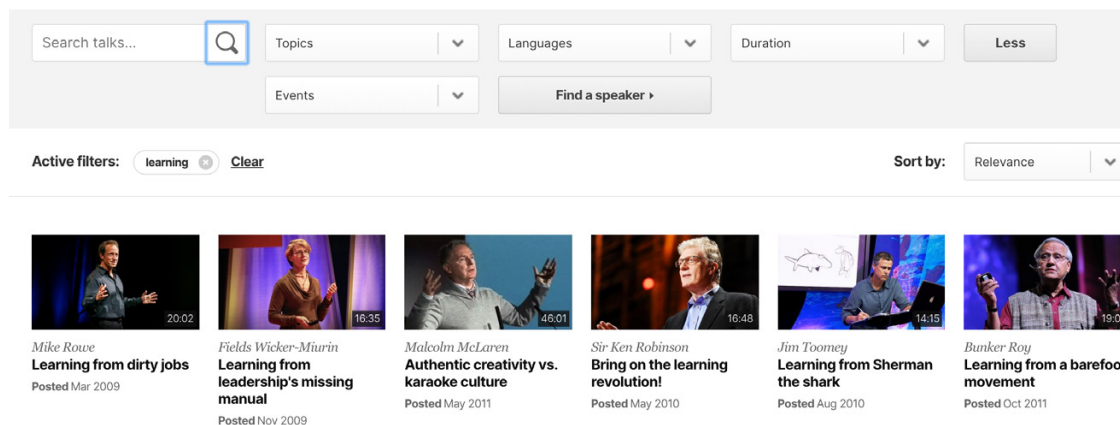 Search talks...
Topics
Languages
Duration
Less
Events
Find a speaker ▸
Active filters:
learning
Clear
Sort by:
Relevance
20:02
16:35
46:01
16:48
14:15
19:0
Mike Rowe
Learning from dirty jobs
Posted Mar 2009
Fields Wicker-Miurin
Learning from
leadership's missing
manual
Posted Nov 2009
Malcolm McLaren
Authentic creativity vs.
karaoke culture
Posted May 2011
Sir Ken Robinson
Bring on the learning
revolution!
Posted May 2010
Jim Toomey
Learning from Sherman
the shark
Posted Aug 2010
Bunker Roy
Learning from a barefoo
movement
Posted Oct 2011